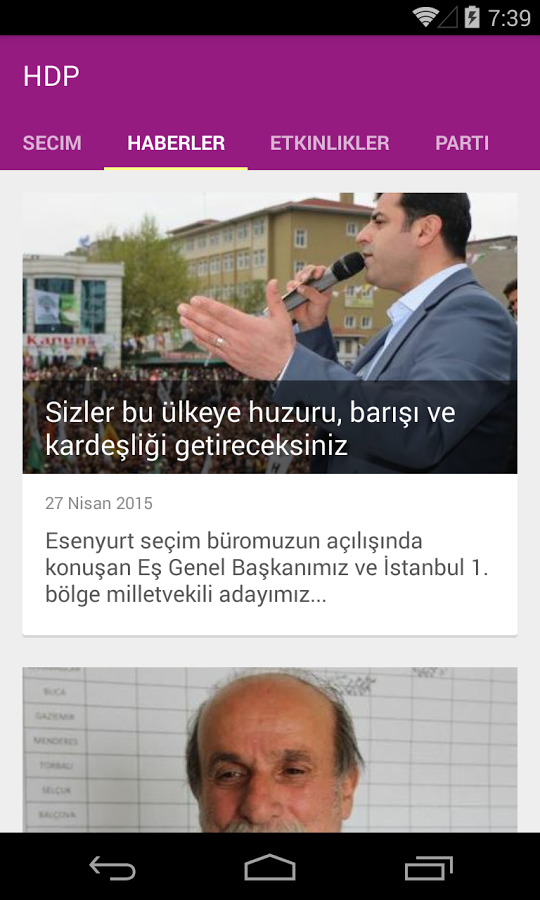 7:39
HDP
SECIM HABERLER ETKINLIKLER PARTI
Kanunî
Sizler bu ülkeye huzuru, barışı ve
kardeşliği getireceksiniz
27 Nisan 2015
Esenyurt seçim büromuzun açılışında
konuşan Eş Genel Başkanımız ve İstanbul 1.
bölge milletvekili adayımız...
BUCA
GAZİEMİR
MENDERES
TORBALI
SELÇUK
BALÇOVA